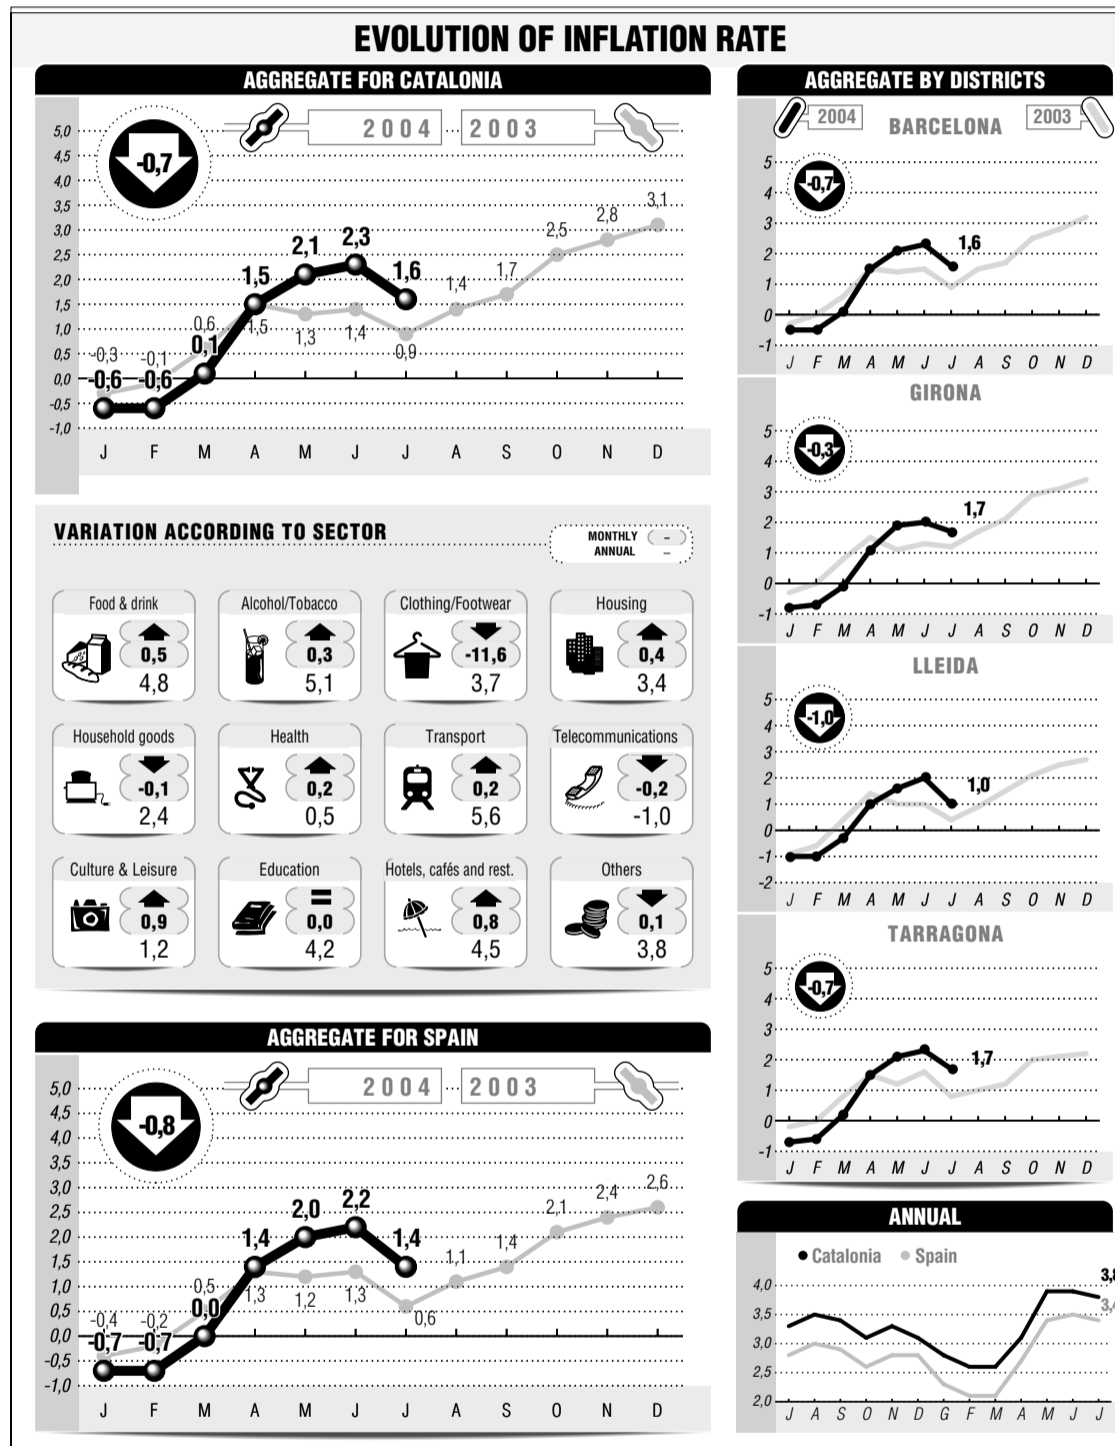 EVOLUTION OF INFLATION RATE
AGGREGATE FOR CATALONIA
2004 2003
-0,7
5,0
4,5
4,0
3,5
3,0
2,5
2,0
1,5
1,0
0,5
0,0
-0,5
-1,0
-0,3 -0,1 0,6 1,5 1,3 1,4 0,9 1,4 1,7 2,5 2,8 3,1
-0,6 -0,6 0,1 1,5 2,1 2,3 1,6
J F M A M J J A S O N D
VARIATION ACCORDING TO SECTOR
MONTHLY –
ANNUAL –
Food & drink
0,5
4,8
Alcohol/Tobacco
0,3
5,1
Clothing/Footwear
-11,6
3,7
Housing
0,4
3,4
Household goods
-0,1
2,4
Health
0,2
0,5
Transport
0,2
5,6
Telecommunications
-0,2
-1,0
Culture & Leisure
0,9
1,2
Education
=
0,0
4,2
Hotels, cafés and rest.
0,8
4,5
Others
0,1
3,8
AGGREGATE FOR SPAIN
2004 2003
-0,8
5,0
4,5
4,0
3,5
3,0
2,5
2,0
1,5
1,0
0,5
0,0
-0,5
-1,0
-0,4 -0,2 0,5 1,3 1,2 1,3 0,6 1,1 1,4 2,1 2,4 2,6
-0,7 -0,7 0,0 1,4 2,0 2,2 1,4
J F M A M J J A S O N D
AGGREGATE BY DISTRICTS
2004 BARCELONA 2003
-0,7
5
4
3
2
1
0
-1
1,6
J F M A M J J A S O N D
GIRONA
-0,3
5
4
3
2
1
0
-1
1,7
J F M A M J J A S O N D
LLEIDA
-1,0
5
4
3
2
1
0
-1
-2
1,0
J F M A M J J A S O N D
TARRAGONA
-0,7
5
4
3
2
1
0
-1
1,7
J F M A M J J A S O N D
ANNUAL
Catalonia Spain
4,0
3,5
3,0
2,5
2,0
J A S O N D G F M A M J J